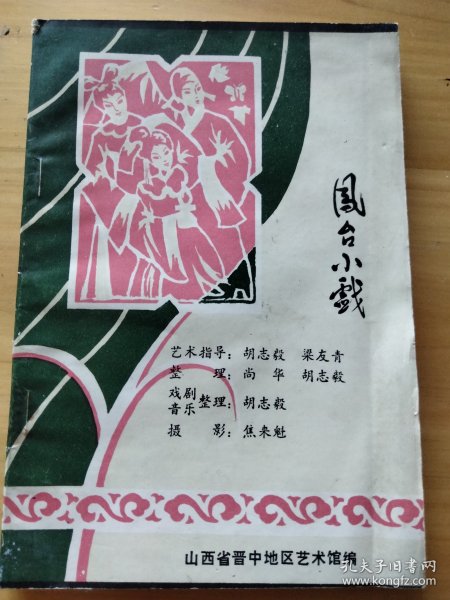 凤台小戏
艺术指导：胡志毅 梁友青
整理：尚华 胡志毅
戏剧音乐整理：胡志毅
摄影：焦来魁
山西省晋中地区艺术馆编
孔夫子旧书网
www.kongfz.com